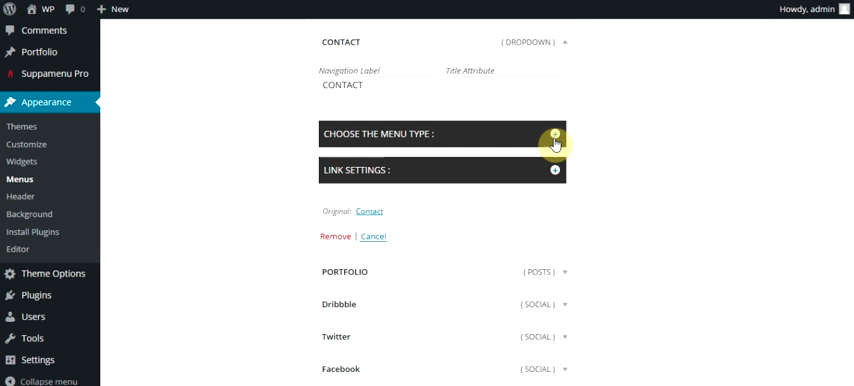 WP 0 New Howdy, admin
Comments
Portfolio
Suppamenu Pro
Appearance
Themes
Customize
Widgets
Menus
Header
Background
Install Plugins
Editor
Theme Options
Plugins
Users
Tools
Settings
Collapse menu
CONTACT ( DROPDOWN )
Navigation Label Title Attribute
CONTACT
CHOOSE THE MENU TYPE :
LINK SETTINGS :
Original: Contact
Remove | Cancel
PORTFOLIO ( POSTS )
Dribbble ( SOCIAL )
Twitter ( SOCIAL )
Facebook ( SOCIAL )